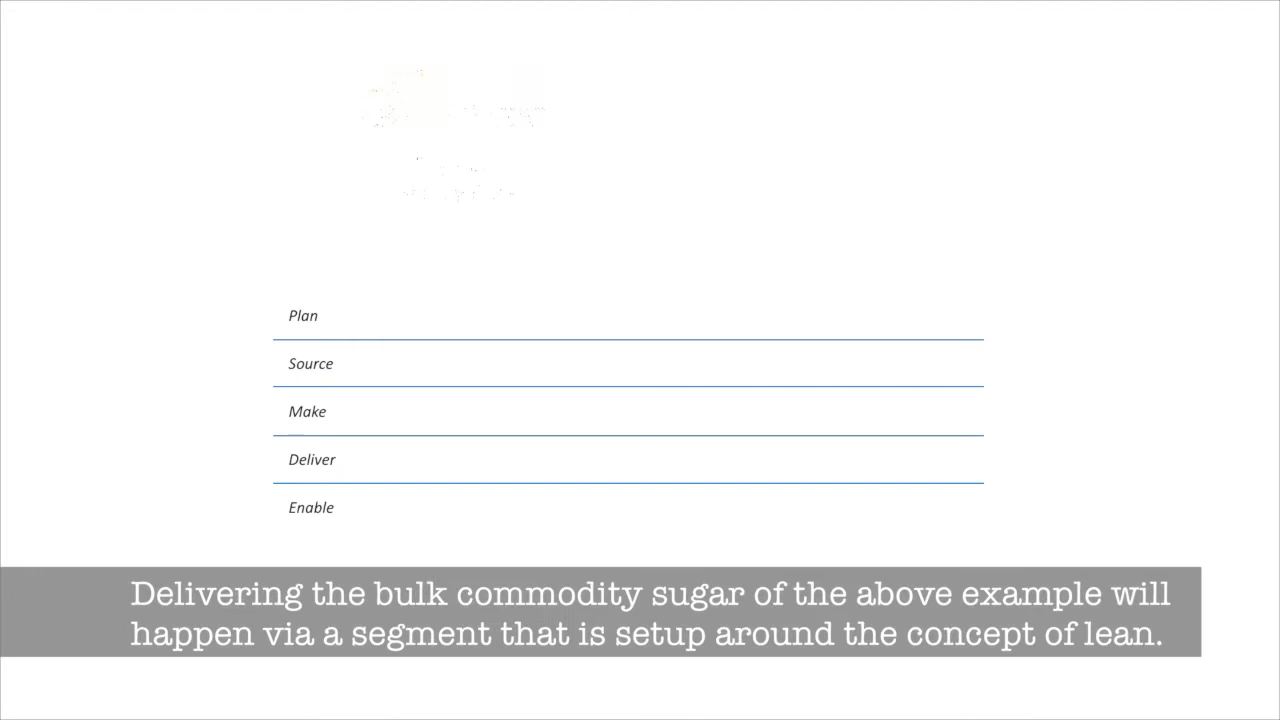 Plan
Source
Make
Deliver
Enable
Delivering the bulk commodity sugar of the above example will
happen via a segment that is setup around the concept of lean.